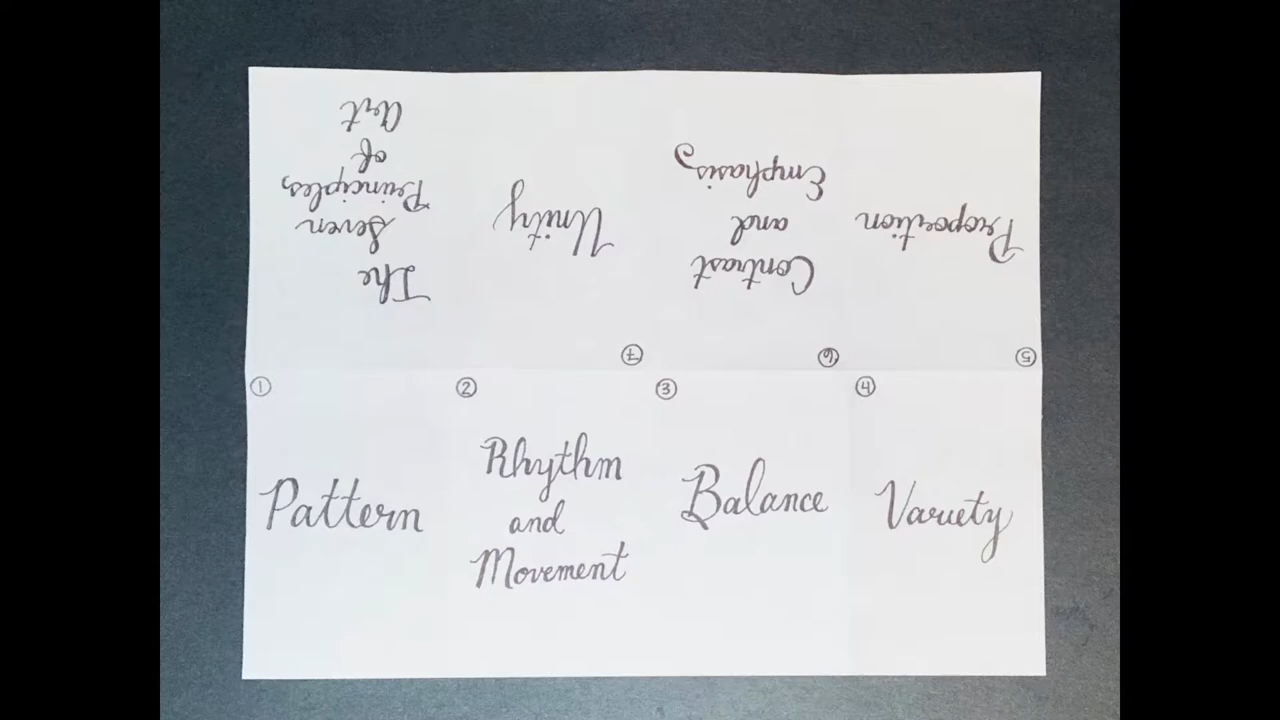 The
Seven
Principles
of
Art
① Pattern
② Rhythm
and
Movement
③ Balance
④ Variety
⑤ Proportion
⑥ Contrast
and
Emphasis
⑦ Unity